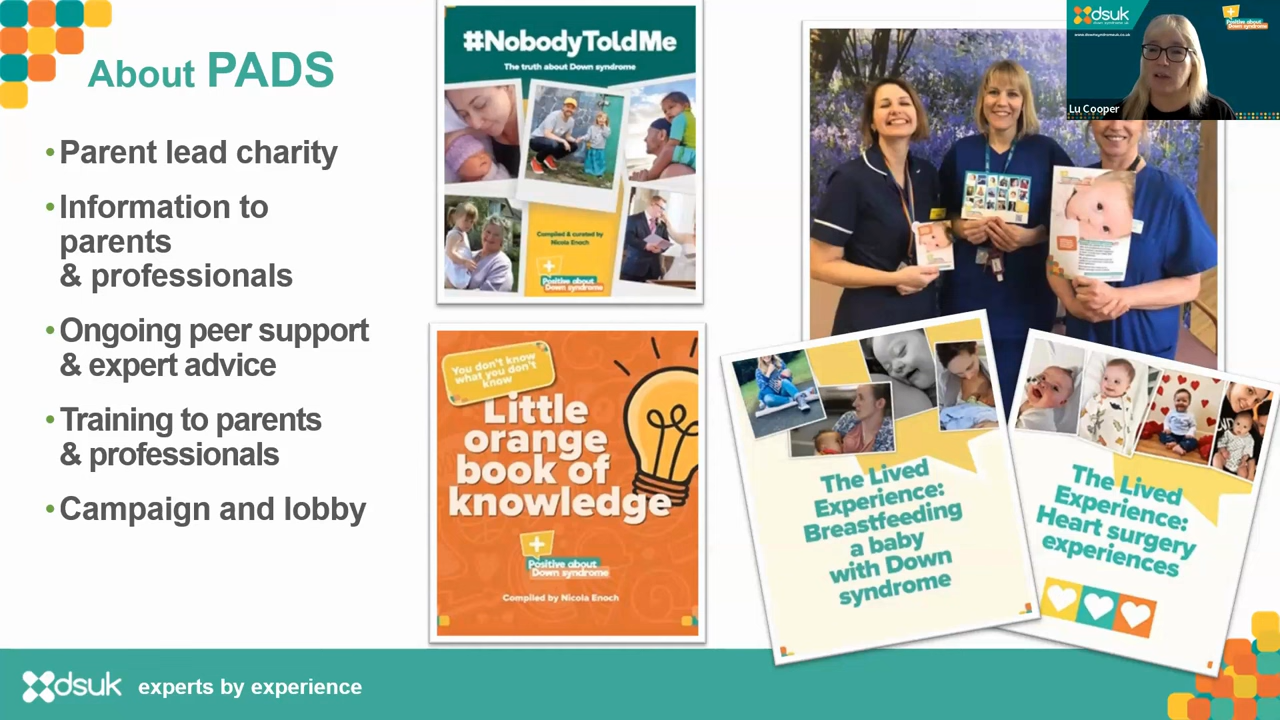 About PADS
•Parent lead charity
•Information to
parents
& professionals
•Ongoing peer support
& expert advice
•Training to parents
& professionals
•Campaign and lobby
#NobodyToldMe
The truth about Down syndrome
Compiled & curated by
Nicola Enoch
Positive about
Down syndrome
You don't know
what you don't
know
Little
orange
book of
knowledge
Positive about
Down syndrome
Compiled by Nicola Enoch
The Lived
Experience:
Breastfeeding
a baby
with Down
syndrome
The Lived
Experience:
Heart surgery
experiences
dsuk
down syndrome uk
www.downsyndromeuk.co.uk
Positive about
Down syndrome
Lu Cooper
dsuk experts by experience